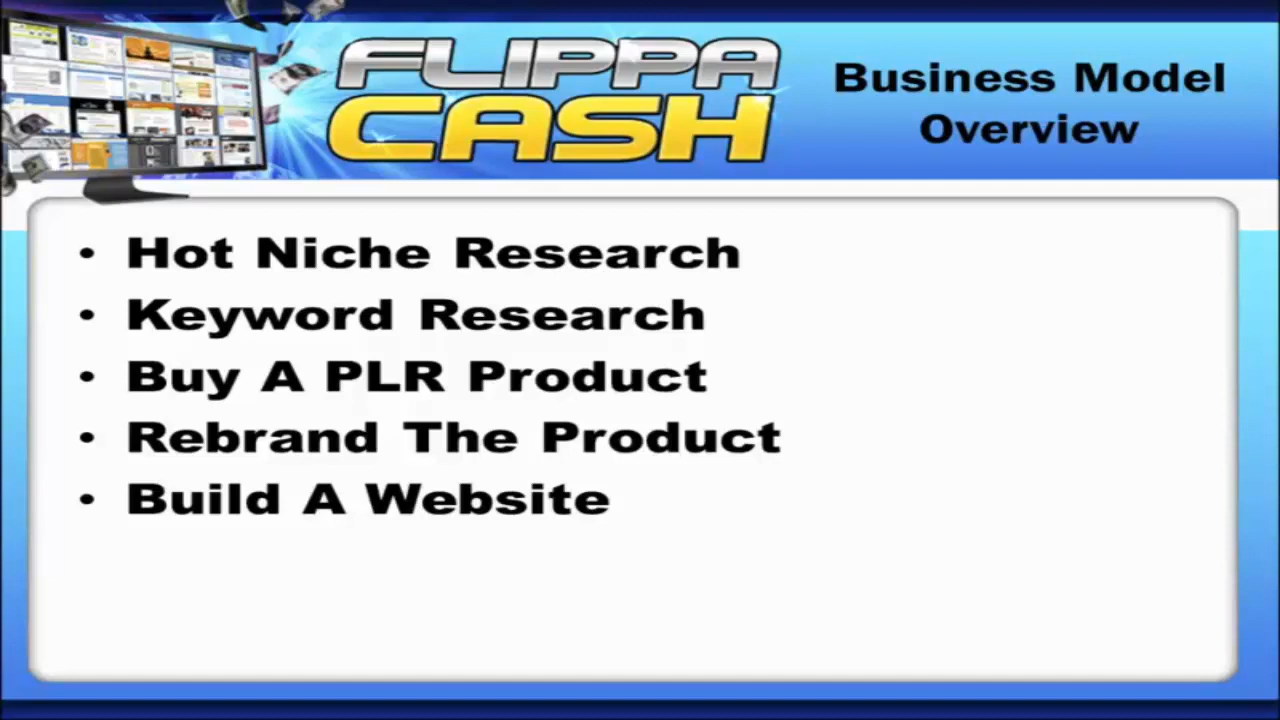 FLIPPA
CASH
Business Model
Overview
• Hot Niche Research
• Keyword Research
• Buy A PLR Product
• Rebrand The Product
• Build A Website